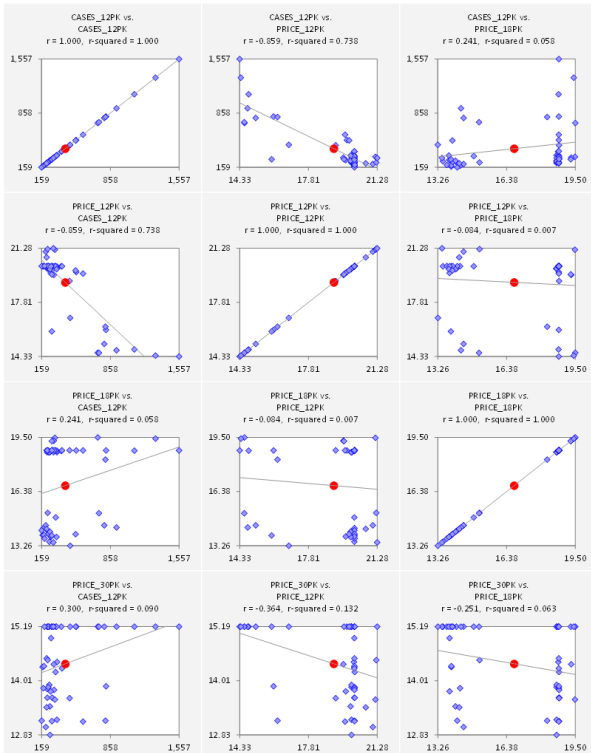 CASES_12PK vs.
CASES_12PK
r = 1.000, r-squared = 1.000
1,557
858
159
159 858 1,557
CASES_12PK vs.
PRICE_12PK
r = -0.859, r-squared = 0.738
1,557
858
159
14.33 17.81 21.28
CASES_12PK vs.
PRICE_18PK
r = 0.241, r-squared = 0.058
1,557
858
159
13.26 16.38 19.50
PRICE_12PK vs.
CASES_12PK
r = -0.859, r-squared = 0.738
21.28
17.81
14.33
159 858 1,557
PRICE_12PK vs.
PRICE_12PK
r = 1.000, r-squared = 1.000
21.28
17.81
14.33
14.33 17.81 21.28
PRICE_12PK vs.
PRICE_18PK
r = -0.084, r-squared = 0.007
21.28
17.81
14.33
13.26 16.38 19.50
PRICE_18PK vs.
CASES_12PK
r = 0.241, r-squared = 0.058
19.50
16.38
13.26
159 858 1,557
PRICE_18PK vs.
PRICE_12PK
r = -0.084, r-squared = 0.007
19.50
16.38
13.26
14.33 17.81 21.28
PRICE_18PK vs.
PRICE_18PK
r = 1.000, r-squared = 1.000
19.50
16.38
13.26
13.26 16.38 19.50
PRICE_30PK vs.
CASES_12PK
r = 0.300, r-squared = 0.090
15.19
14.01
12.83
159 858 1,557
PRICE_30PK vs.
PRICE_12PK
r = -0.364, r-squared = 0.132
15.19
14.01
12.83
14.33 17.81 21.28
PRICE_30PK vs.
PRICE_18PK
r = -0.251, r-squared = 0.063
15.19
14.01
12.83
13.26 16.38 19.50